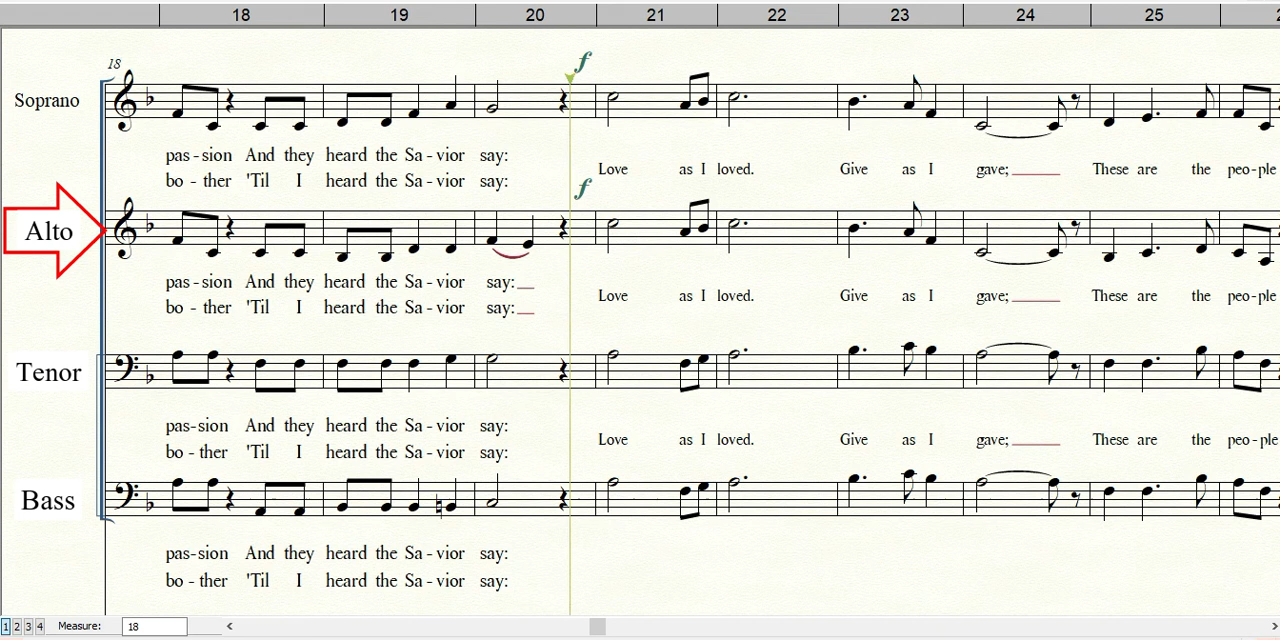 18 19 20 21 22 23 24 25
18
f
Soprano
pas-sion And they heard the Sa-vior say:
Love as I loved. Give as I gave; These are the peo-ple
bo-ther 'Til I heard the Sa-vior say:
f
Alto
pas-sion And they heard the Sa-vior say:
Love as I loved. Give as I gave; These are the peo-ple
bo-ther 'Til I heard the Sa-vior say:
Tenor
pas-sion And they heard the Sa-vior say:
Love as I loved. Give as I gave; These are the peo-ple
bo-ther 'Til I heard the Sa-vior say:
Bass
pas-sion And they heard the Sa-vior say:
bo-ther 'Til I heard the Sa-vior say:
1 2 3 4 Measure: 18